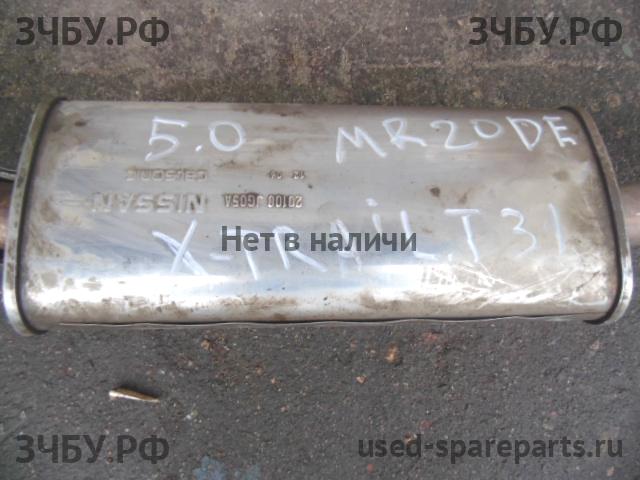 ЗЧБУ.РФ
ЗЧБУ.РФ
5.0 MR20DE
CALSONIC
NISSAN 20100 JG05A
Нет в наличи
X-TRAIL.T31
ЗЧБУ.РФ
used-spareparts.ru